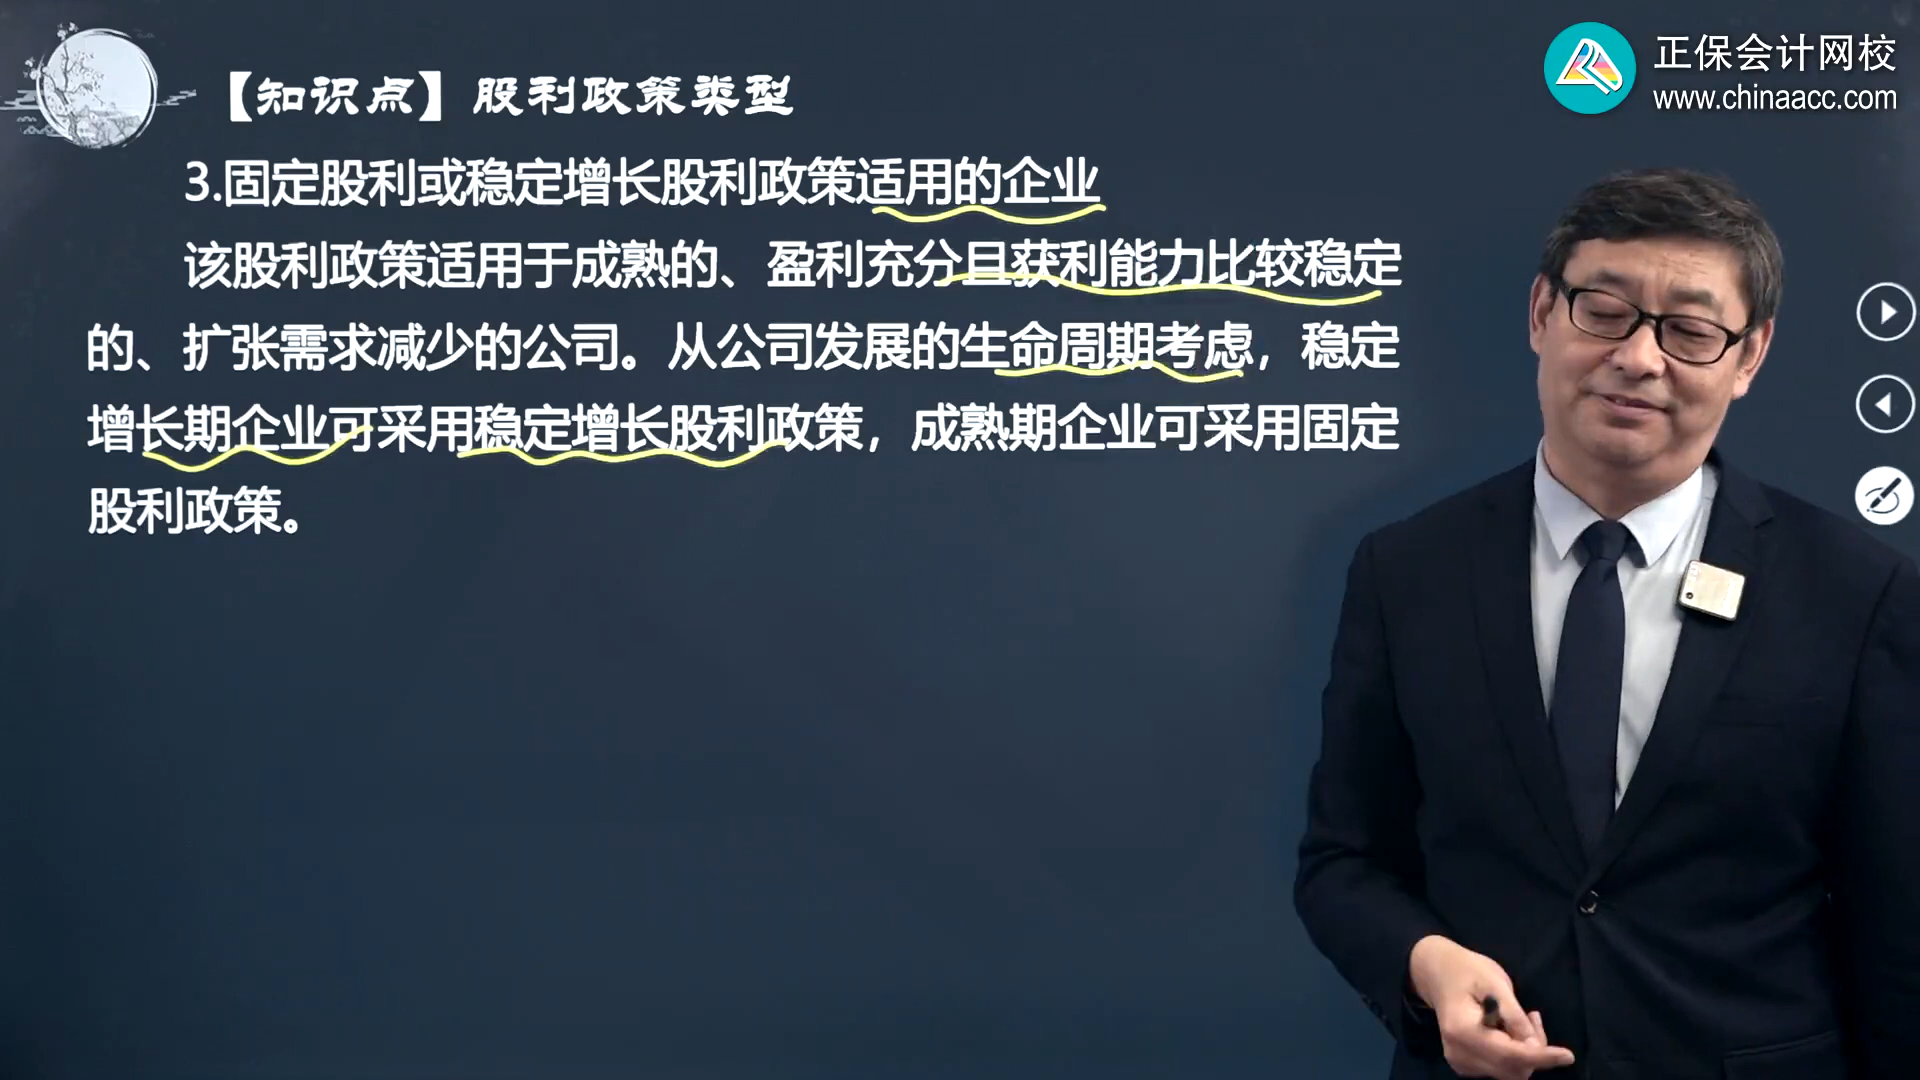 正保会计网校
www.chinaacc.com
【知识点】股利政策类型
3.固定股利或稳定增长股利政策适用的企业
该股利政策适用于成熟的、盈利充分且获利能力比较稳定
的、扩张需求减少的公司。从公司发展的生命周期考虑，稳定
增长期企业可采用稳定增长股利政策，成熟期企业可采用固定
股利政策。